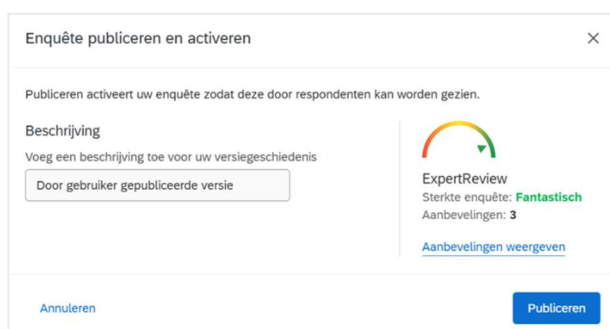 Enquête publiceren en activeren
Publiceren activeert uw enquête zodat deze door respondenten kan worden gezien.
Beschrijving
Voeg een beschrijving toe voor uw versiegeschiedenis
Door gebruiker gepubliceerde versie
ExpertReview
Sterkte enquête: Fantastisch
Aanbevelingen: 3
Aanbevelingen weergeven
Annuleren
Publiceren